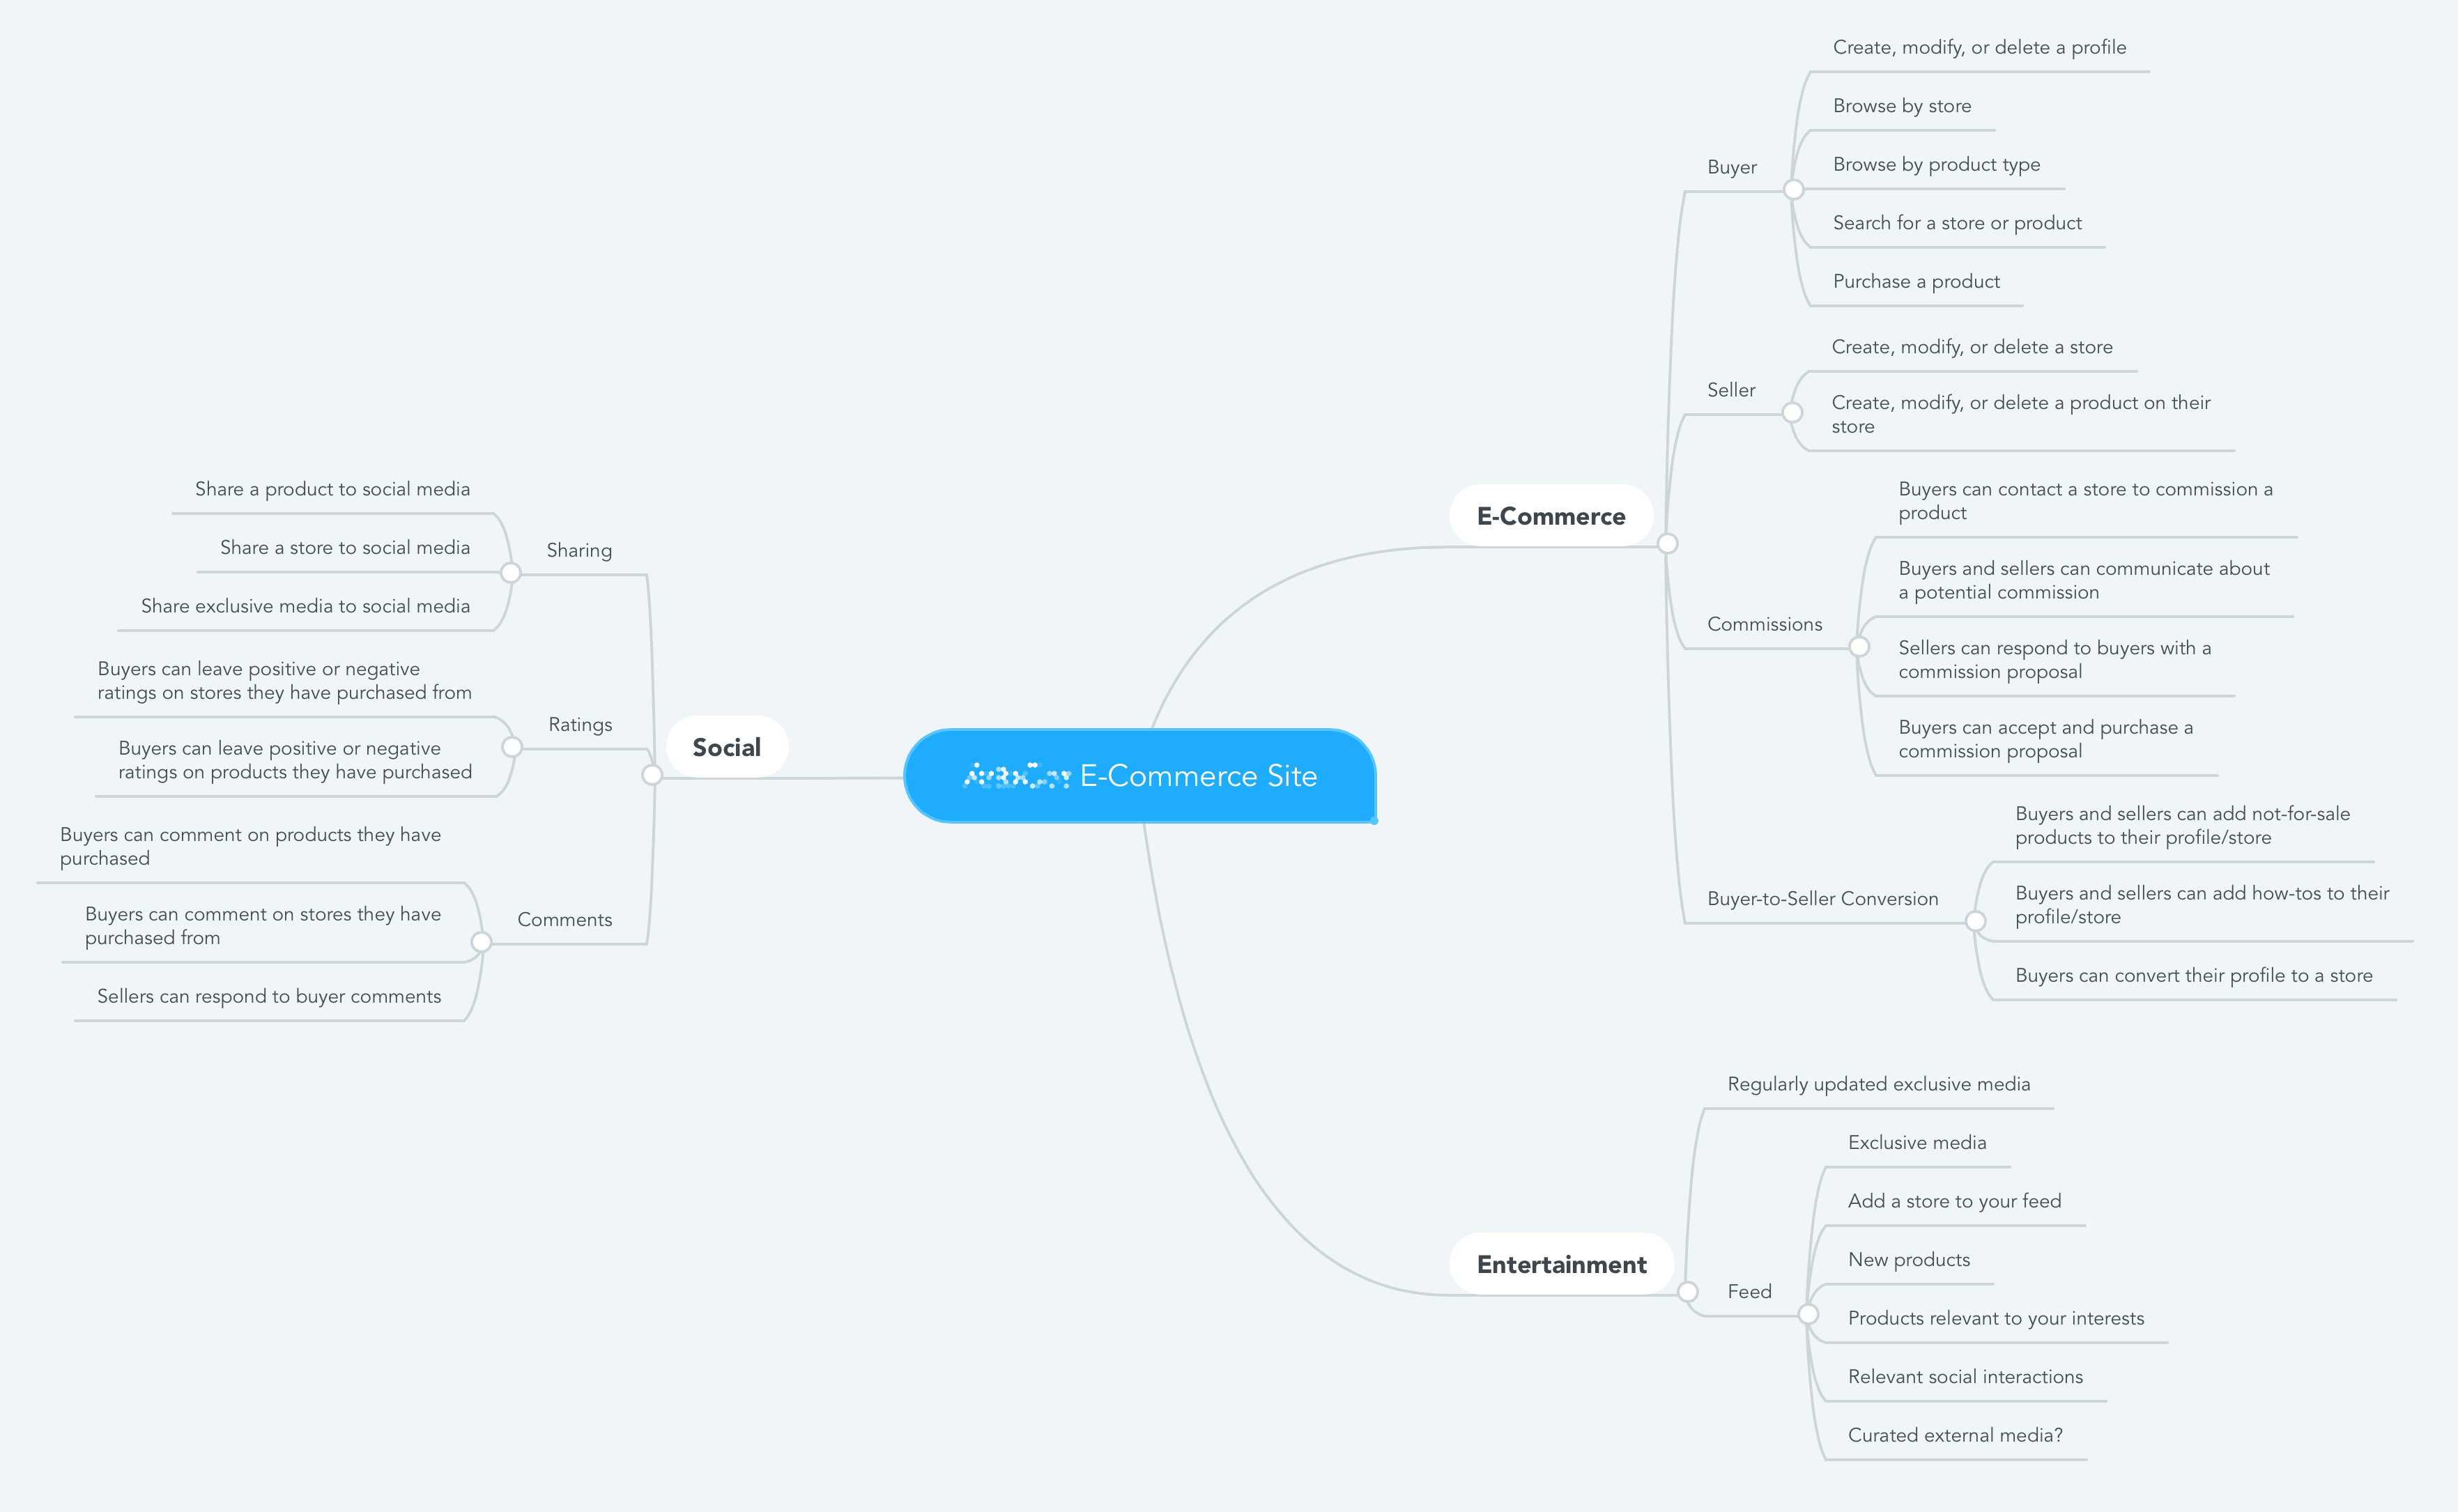 E-Commerce Site
E-Commerce
Buyer
Create, modify, or delete a profile
Browse by store
Browse by product type
Search for a store or product
Purchase a product
Seller
Create, modify, or delete a store
Create, modify, or delete a product on their
store
Commissions
Buyers can contact a store to commission a
product
Buyers and sellers can communicate about
a potential commission
Sellers can respond to buyers with a
commission proposal
Buyers can accept and purchase a
commission proposal
Buyer-to-Seller Conversion
Buyers and sellers can add not-for-sale
products to their profile/store
Buyers and sellers can add how-tos to their
profile/store
Buyers can convert their profile to a store
Entertainment
Regularly updated exclusive media
Feed
Exclusive media
Add a store to your feed
New products
Products relevant to your interests
Relevant social interactions
Curated external media?
Social
Sharing
Share a product to social media
Share a store to social media
Share exclusive media to social media
Ratings
Buyers can leave positive or negative
ratings on stores they have purchased from
Buyers can leave positive or negative
ratings on products they have purchased
Comments
Buyers can comment on products they have
purchased
Buyers can comment on stores they have
purchased from
Sellers can respond to buyer comments